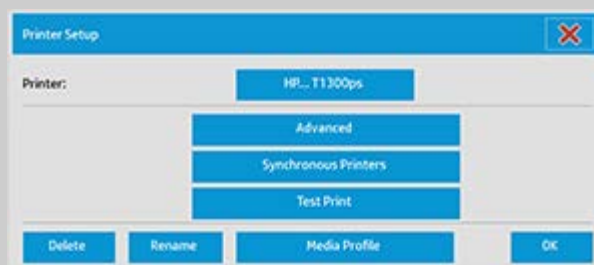 Printer Setup
Printer: HP... T1300ps
Advanced
Synchronous Printers
Test Print
Delete Rename Media Profile OK